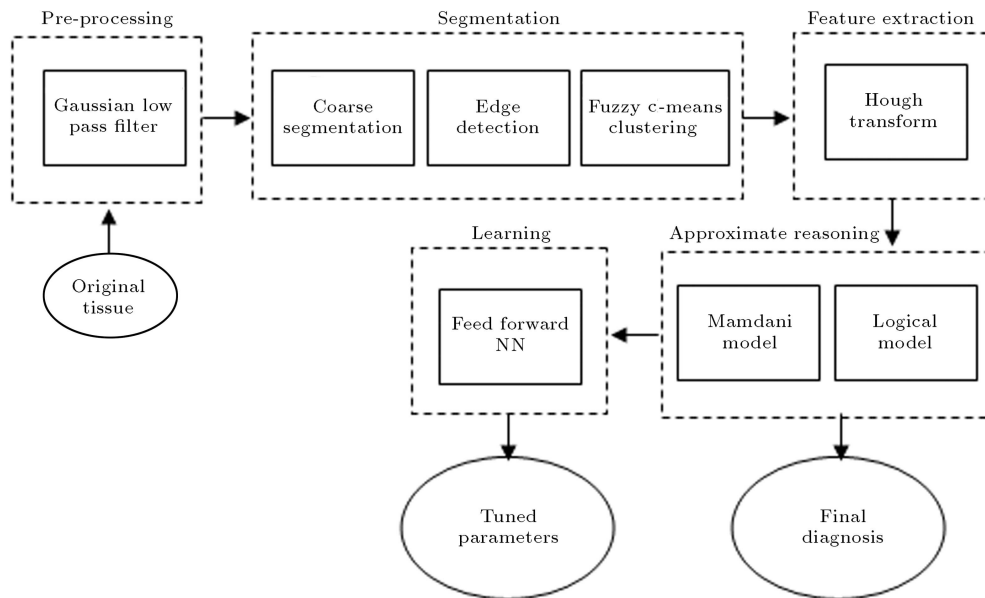 Pre-processing
Segmentation
Feature extraction
Gaussian low
pass filter
Coarse
segmentation
Edge
detection
Fuzzy c-means
clustering
Hough
transform
Original
tissue
Learning
Approximate reasoning
Feed forward
NN
Mamdani
model
Logical
model
Tuned
parameters
Final
diagnosis